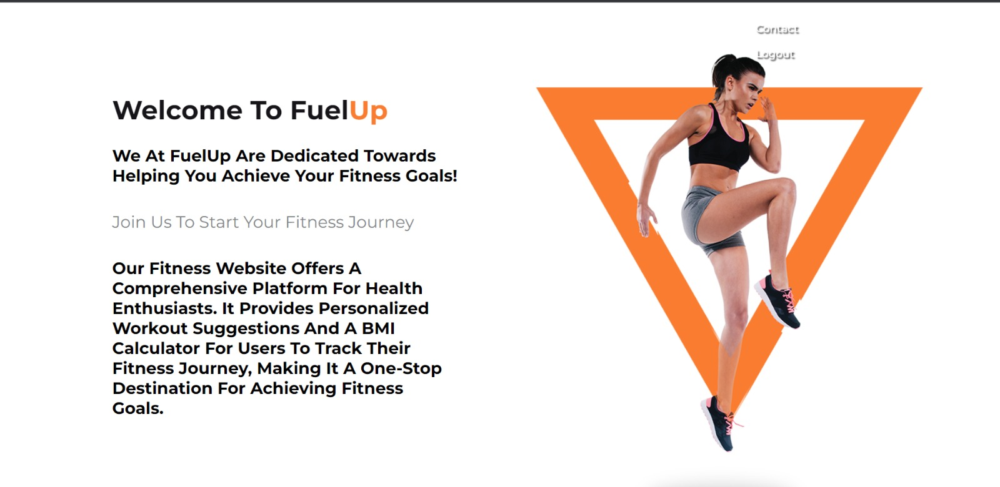 Contact
Logout
Welcome To FuelUp
We At FuelUp Are Dedicated Towards
Helping You Achieve Your Fitness Goals!
Join Us To Start Your Fitness Journey
Our Fitness Website Offers A
Comprehensive Platform For Health
Enthusiasts. It Provides Personalized
Workout Suggestions And A BMI
Calculator For Users To Track Their
Fitness Journey, Making It A One-Stop
Destination For Achieving Fitness
Goals.